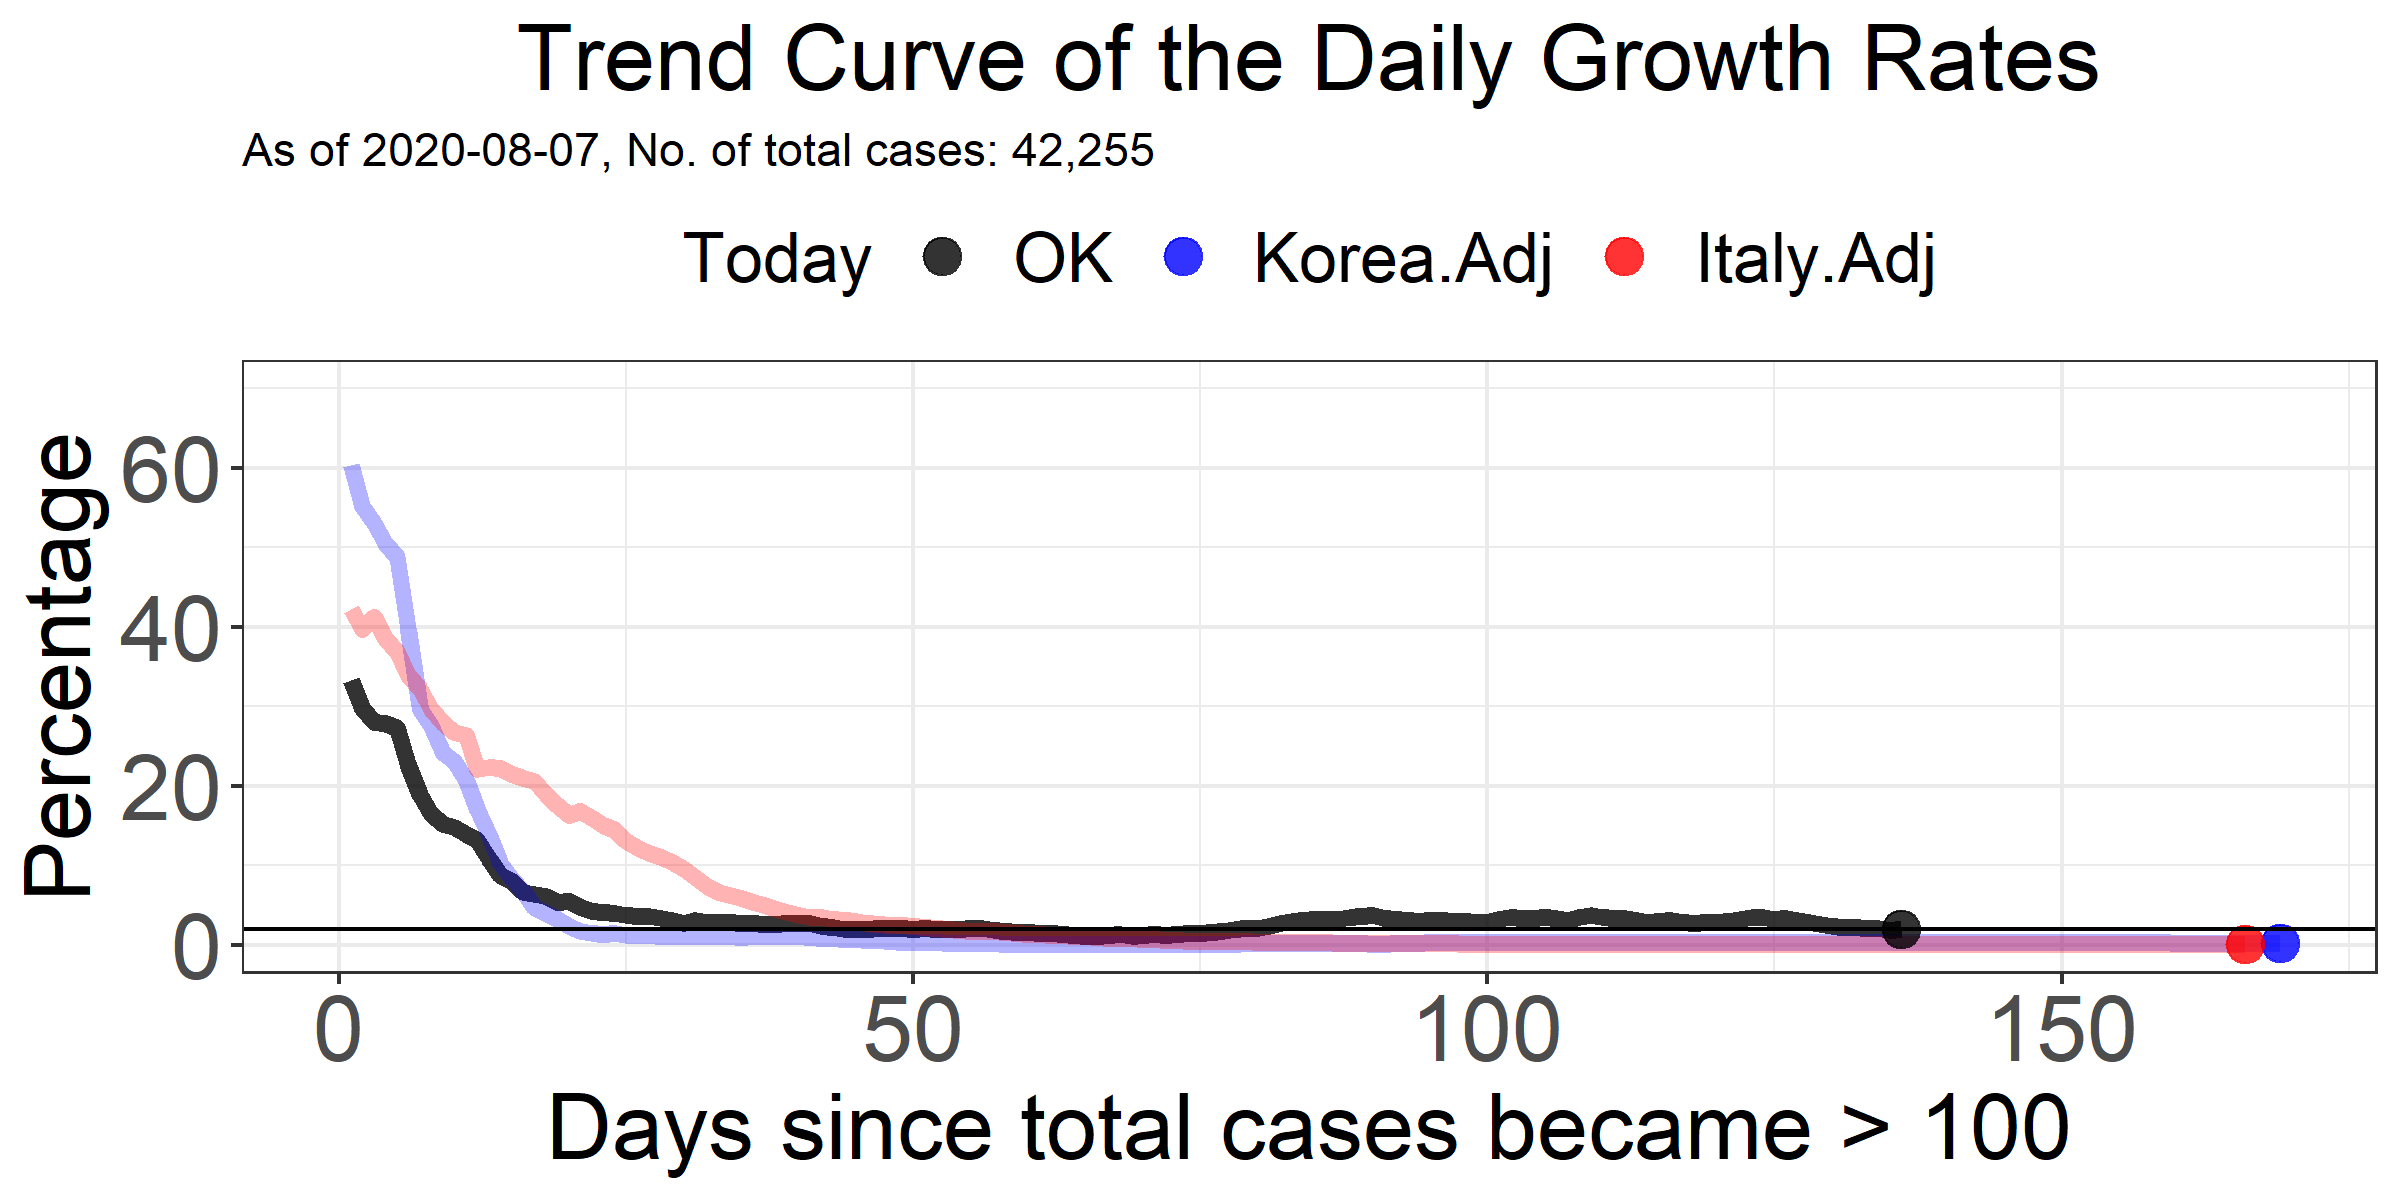 Trend Curve of the Daily Growth Rates
As of 2020-08-07, No. of total cases: 42,255
Today OK Korea.Adj Italy.Adj
Percentage
60
40
20
0
0 50 100 150
Days since total cases became > 100